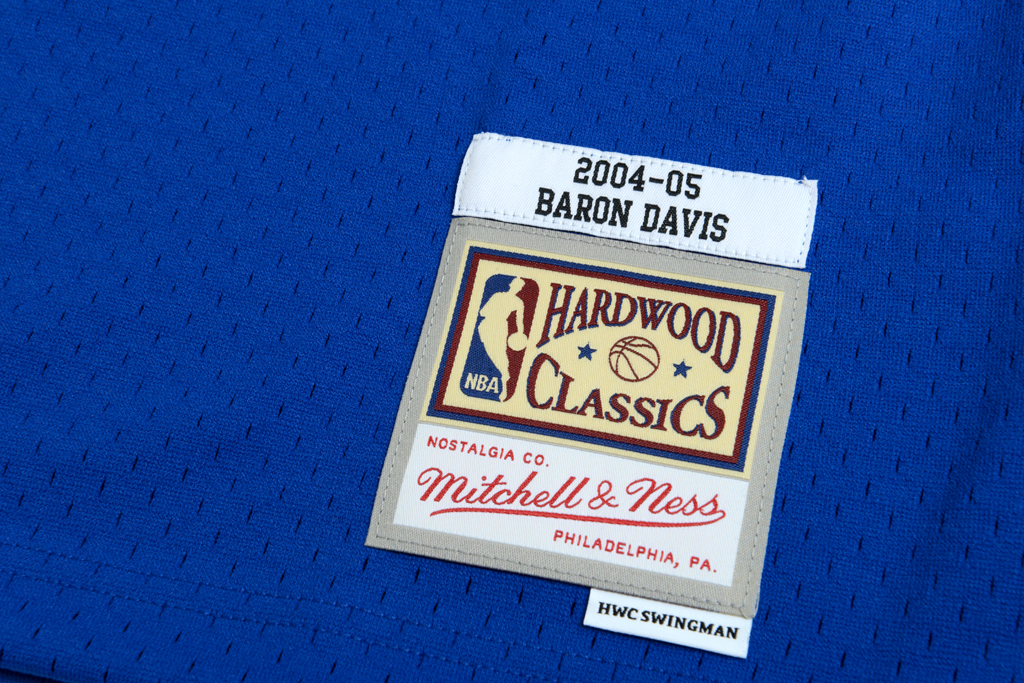 2004-05
BARON DAVIS
HARDWOOD
NBA
CLASSICS
NOSTALGIA CO.
Mitchell & Ness
PHILADELPHIA, PA.
HWC SWINGMAN